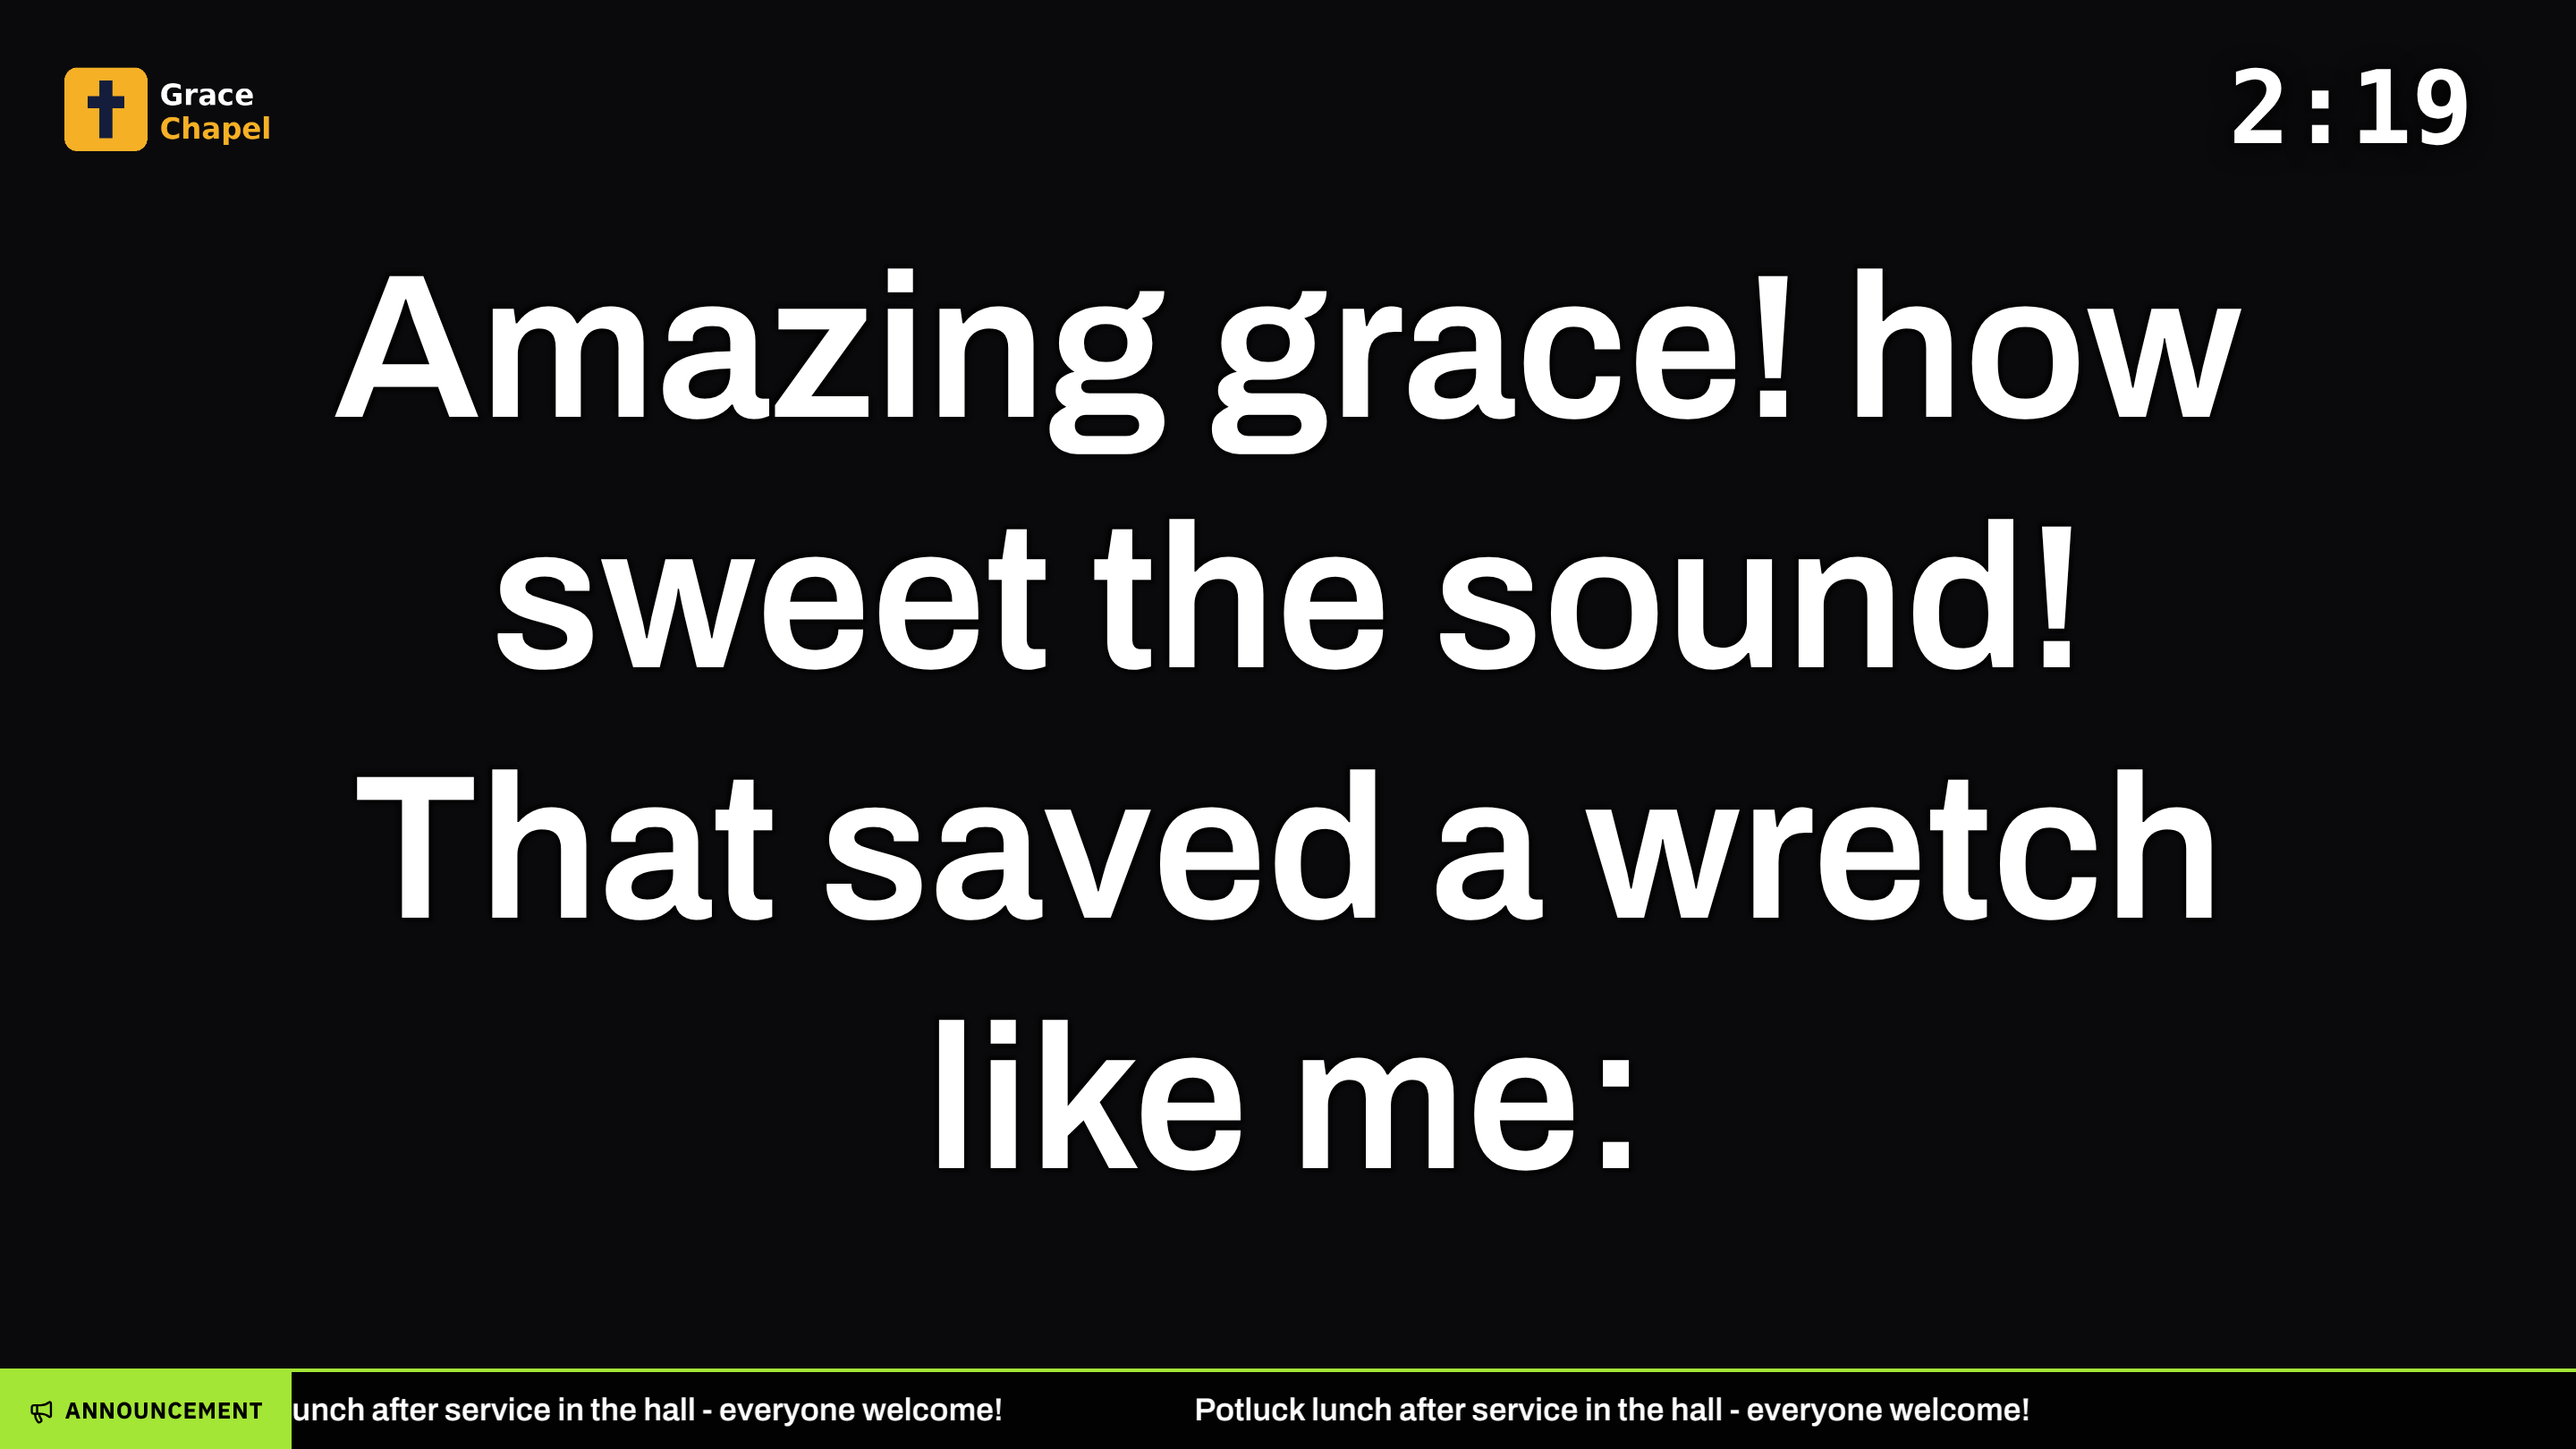 Grace
Chapel
2:19
Amazing grace! how
sweet the sound!
That saved a wretch
like me:
ANNOUNCEMENT
unch after service in the hall - everyone welcome! Potluck lunch after service in the hall - everyone welcome!